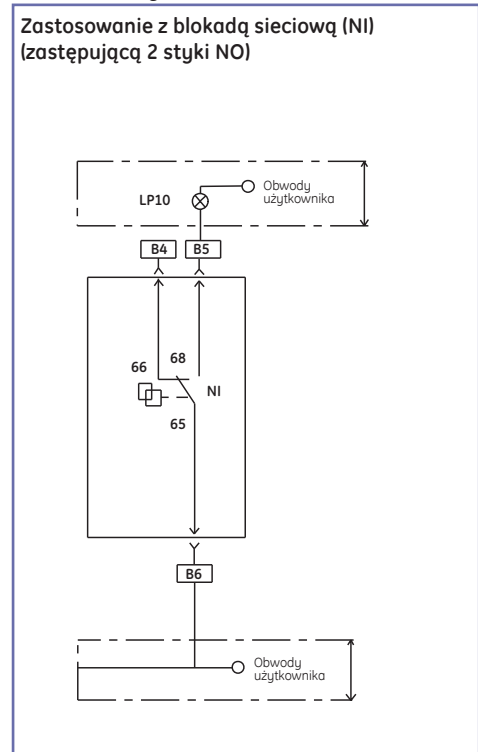 Zastosowanie z blokadą sieciową (NI)
(zastępującą 2 styki NO)
LP10
Obwody
użytkownika
B4
B5
68
66
NI
65
B6
Obwody
użytkownika